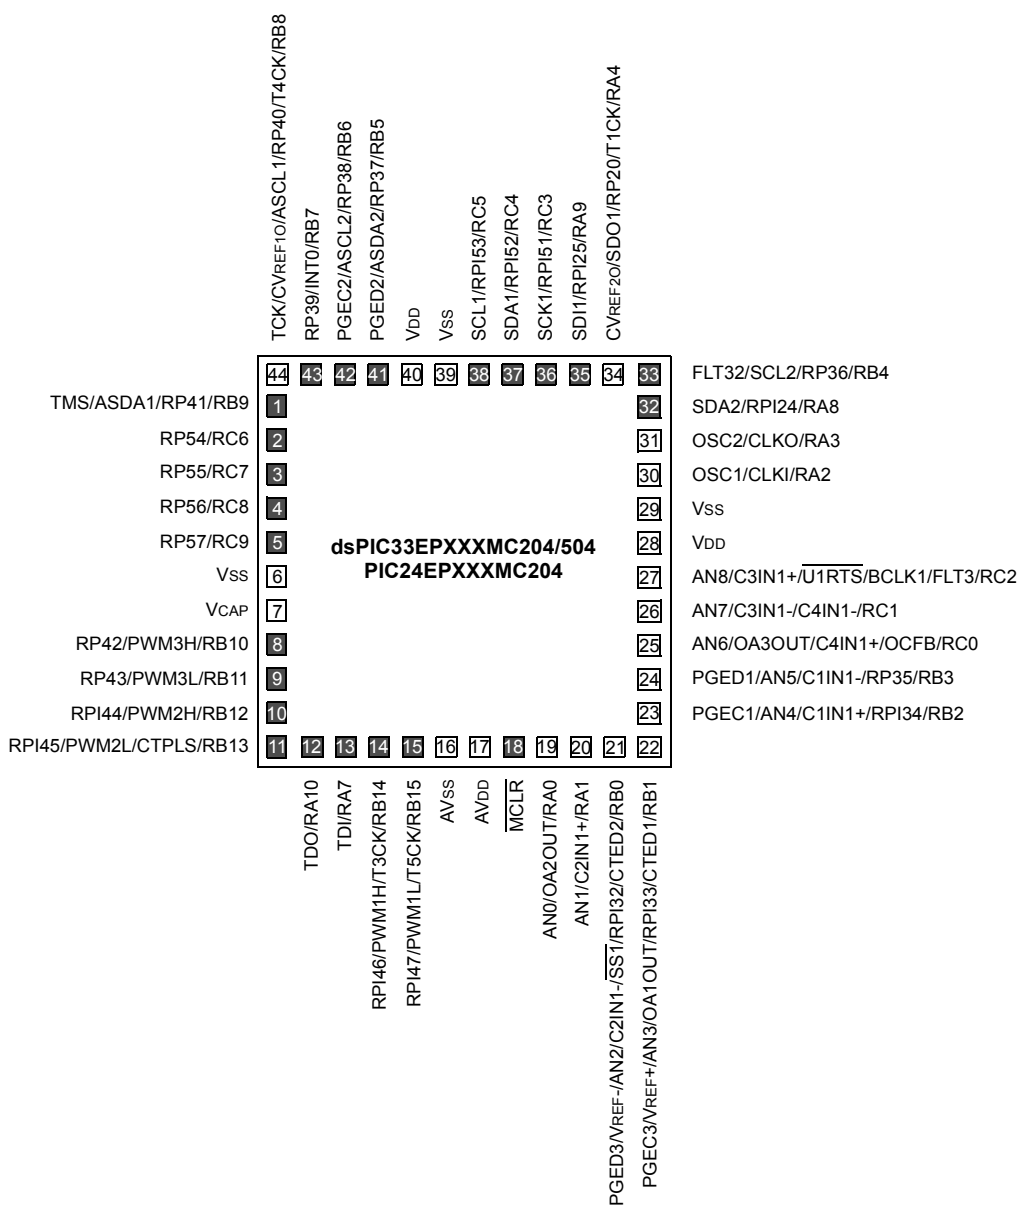 TCK/CVREF1O/ASCL1/RP40/T4CK/RB8
RP39/INT0/RB7
PGEC2/ASCL2/RP38/RB6
PGED2/ASDA2/RP37/RB5
VDD
VSS
SCL1/RPI53/RC5
SDA1/RPI52/RC4
SCK1/RPI51/RC3
SDI1/RPI25/RA9
CVREF2O/SDO1/RP20/T1CK/RA4
44 43 42 41 40 39 38 37 36 35 34 33
FLT32/SCL2/RP36/RB4
TMS/ASDA1/RP41/RB9 1
32 SDA2/RPI24/RA8
RP54/RC6 2
31 OSC2/CLKO/RA3
RP55/RC7 3
30 OSC1/CLKI/RA2
RP56/RC8 4
29 VSS
RP57/RC9 5
28 VDD
dsPIC33EPXXXMC204/504
PIC24EPXXXMC204
VSS 6
27 AN8/C3IN1+/U1RTS/BCLK1/FLT3/RC2
VCAP 7
26 AN7/C3IN1-/C4IN1-/RC1
RP42/PWM3H/RB10 8
25 AN6/OA3OUT/C4IN1+/OCFB/RC0
RP43/PWM3L/RB11 9
24 PGED1/AN5/C1IN1-/RP35/RB3
RPI44/PWM2H/RB12 10
23 PGEC1/AN4/C1IN1+/RPI34/RB2
RPI45/PWM2L/CTPLS/RB13
11 12 13 14 15 16 17 18 19 20 21 22
TDO/RA10
TDI/RA7
RPI46/PWM1H/T3CK/RB14
RPI47/PWM1L/T5CK/RB15
AVSS
AVDD
MCLR
AN0/OA2OUT/RA0
AN1/C2IN1+/RA1
PGED3/VREF-/AN2/C2IN1-/SS1/RPI32/CTED2/RB0
PGEC3/VREF+/AN3/OA1OUT/RPI33/CTED1/RB1